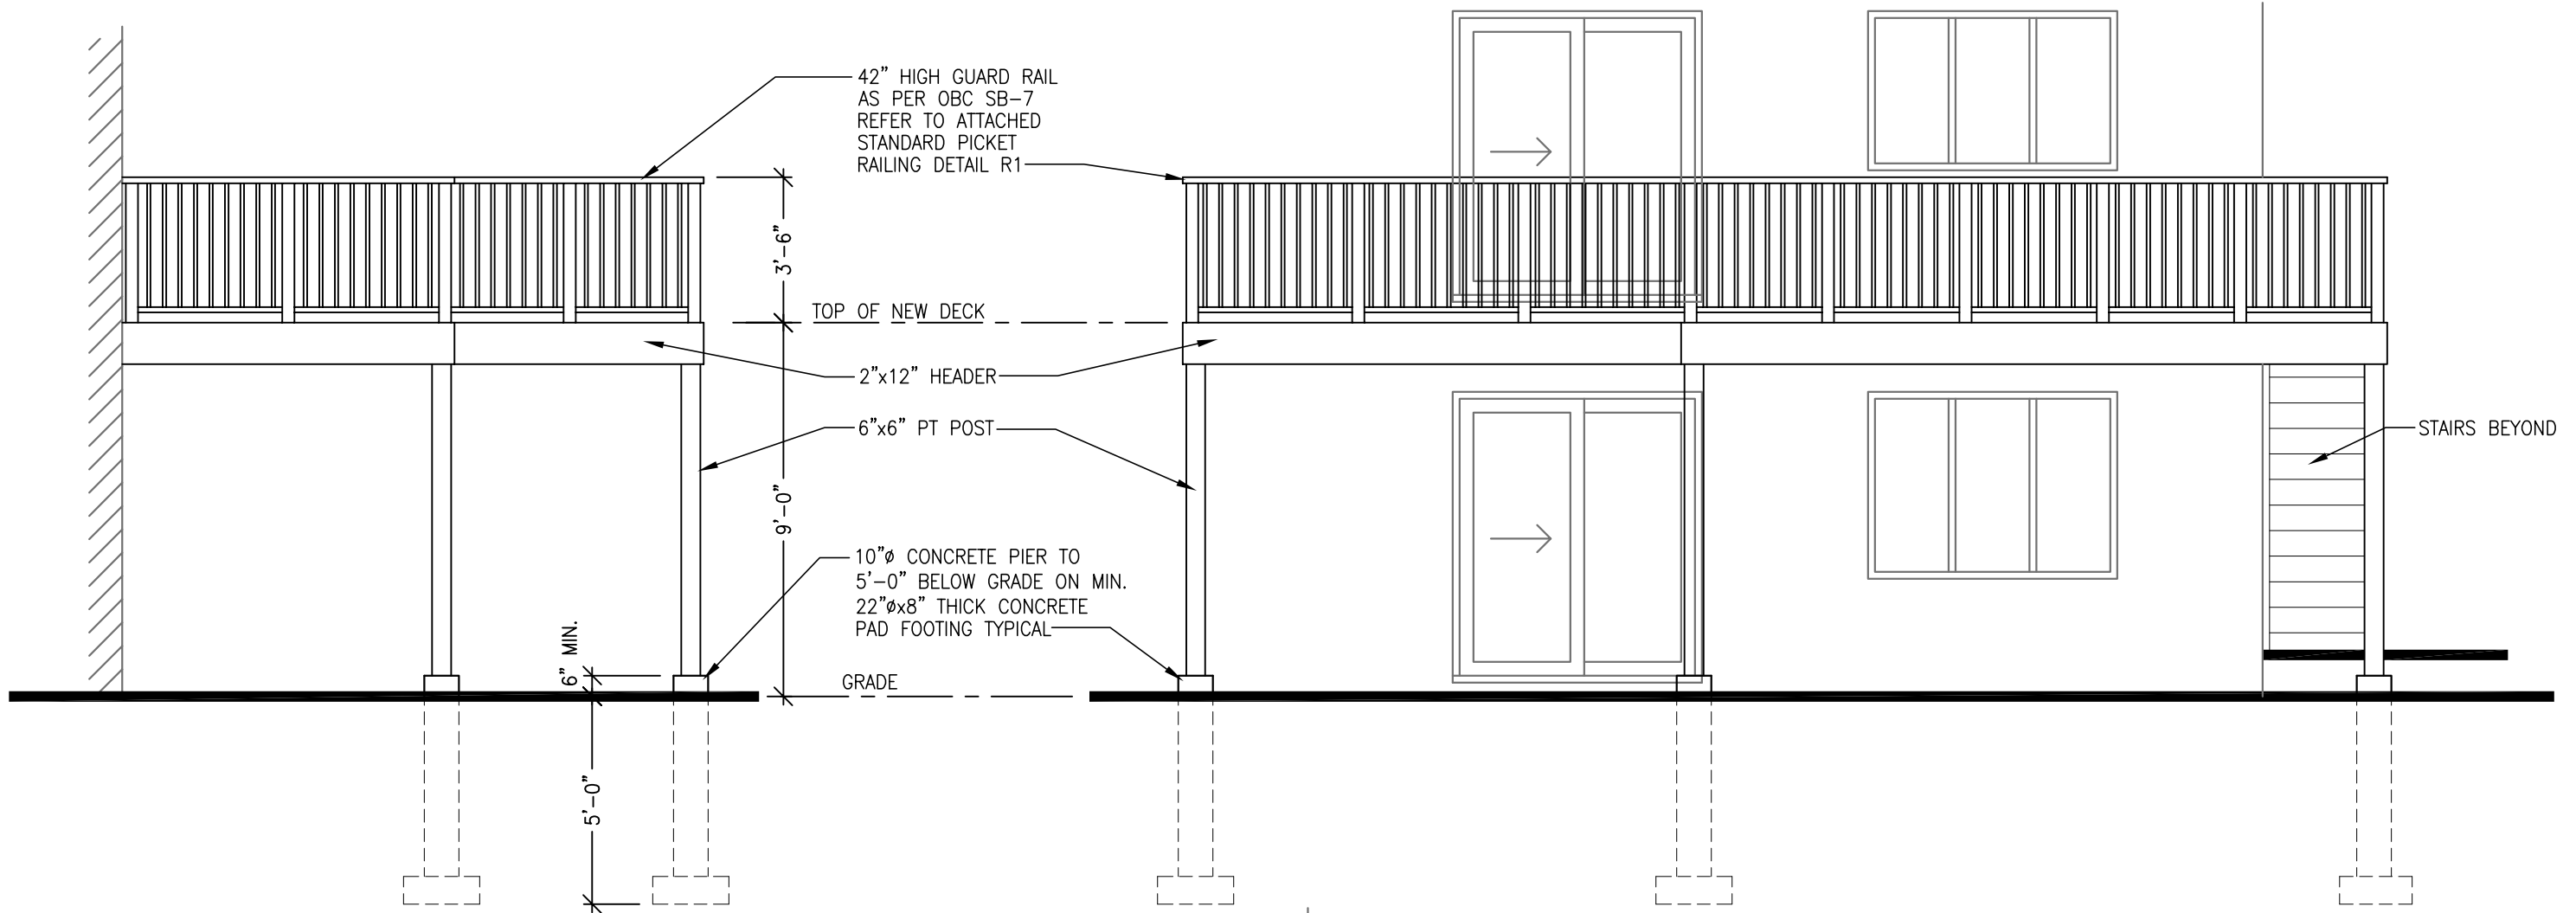 42" HIGH GUARD RAIL
AS PER OBC SB-7
REFER TO ATTACHED
STANDARD PICKET
RAILING DETAIL R1
3'-6"
TOP OF NEW DECK
2"x12" HEADER
6"x6" PT POST
STAIRS BEYOND
9'-0"
10"ø CONCRETE PIER TO
5'-0" BELOW GRADE ON MIN.
22"øx8" THICK CONCRETE
PAD FOOTING TYPICAL
6" MIN.
GRADE
5'-0"